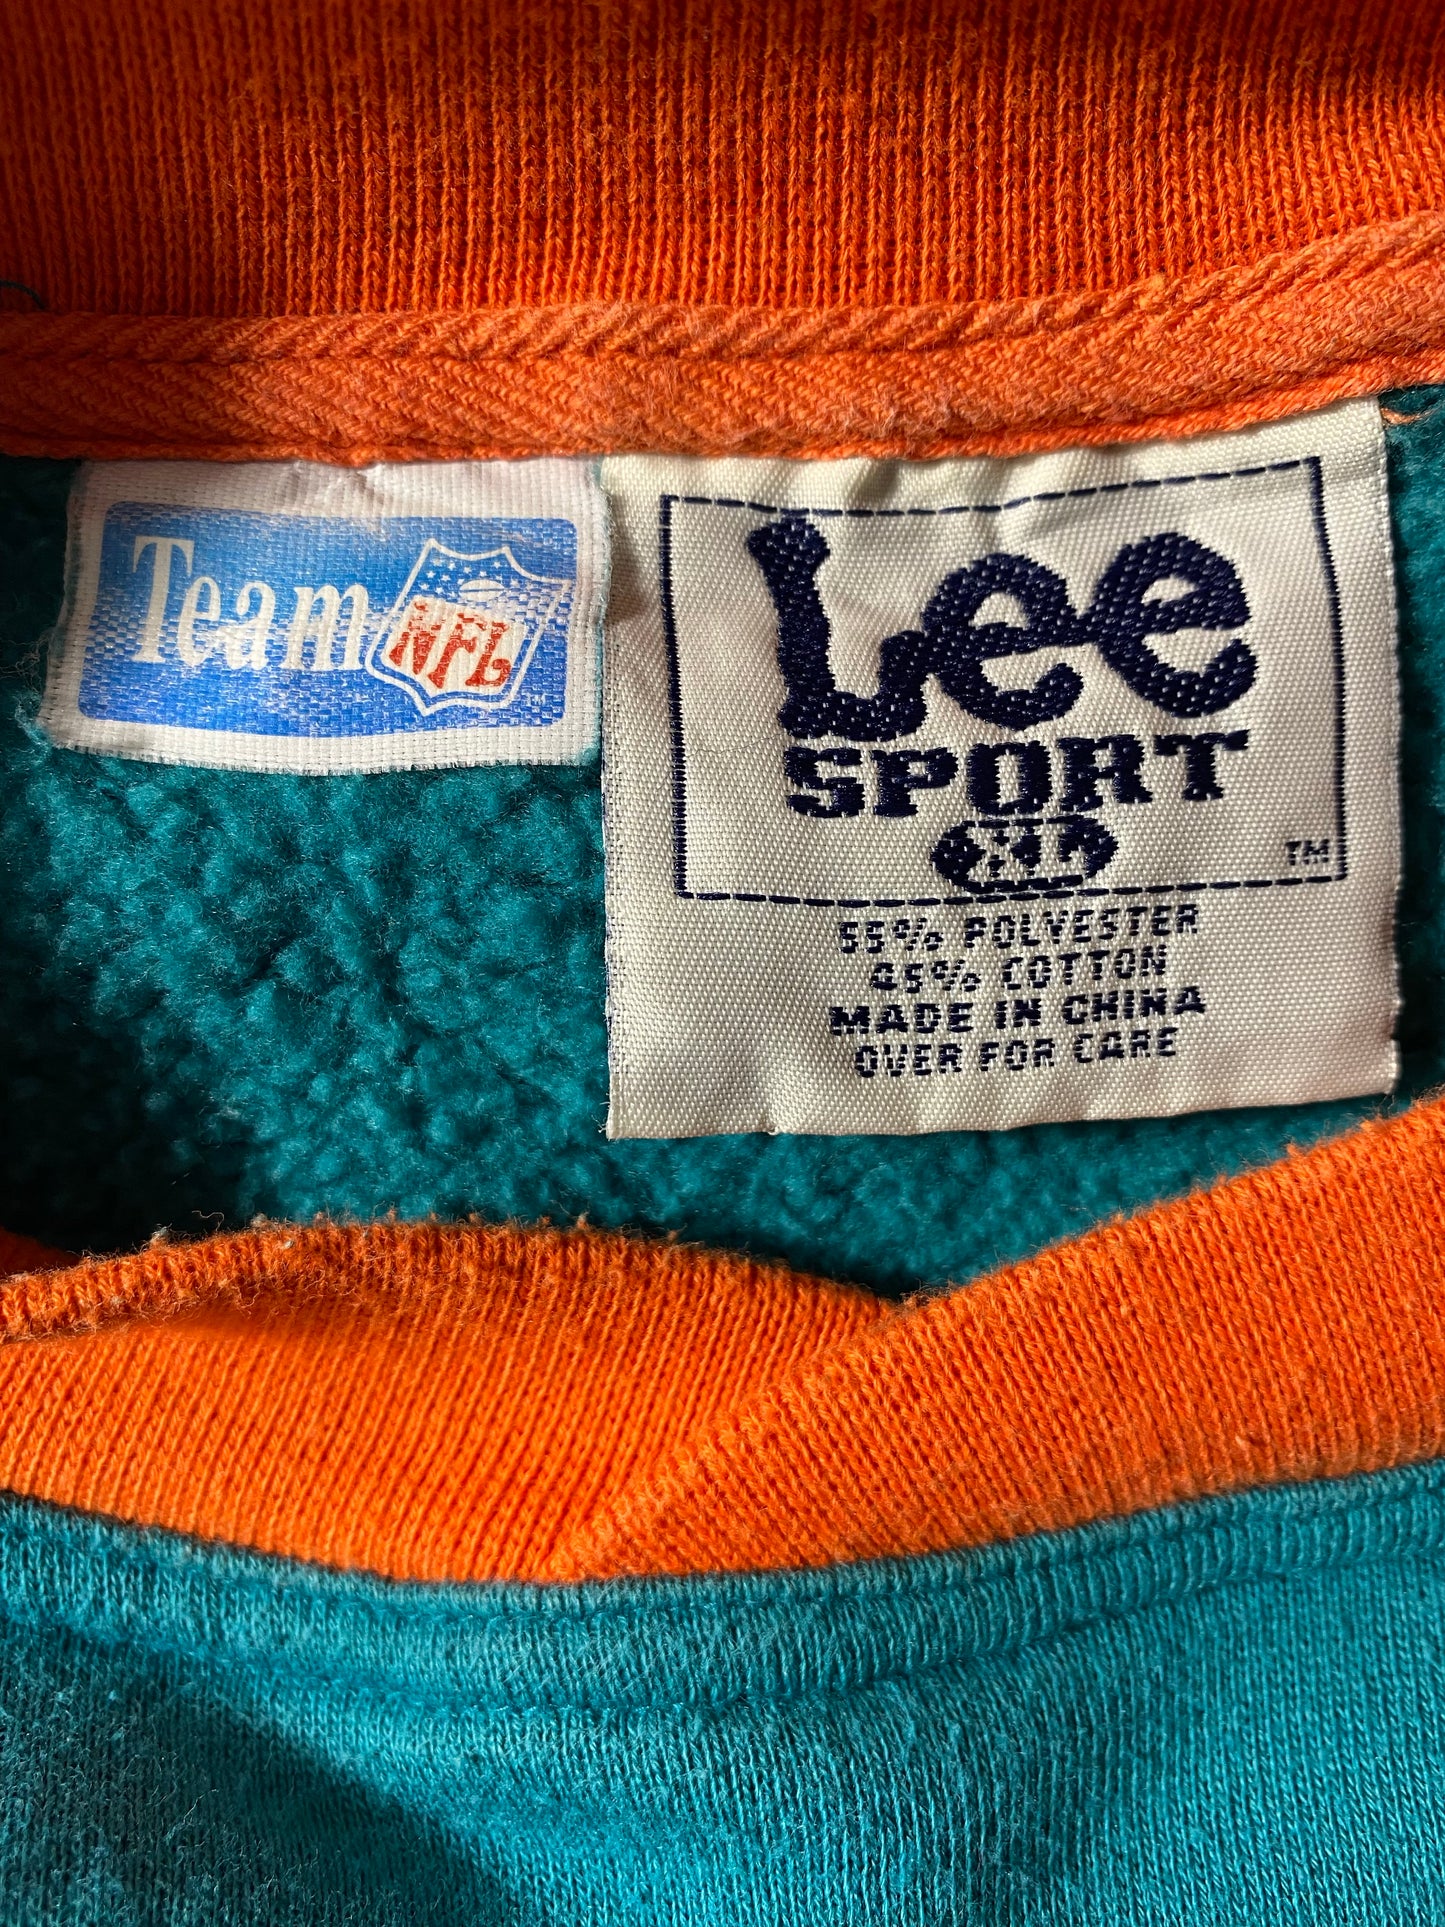 Team NFL
Lee
SPORT
XL
TM
55% POLYESTER
45% COTTON
MADE IN CHINA
OVER FOR CARE